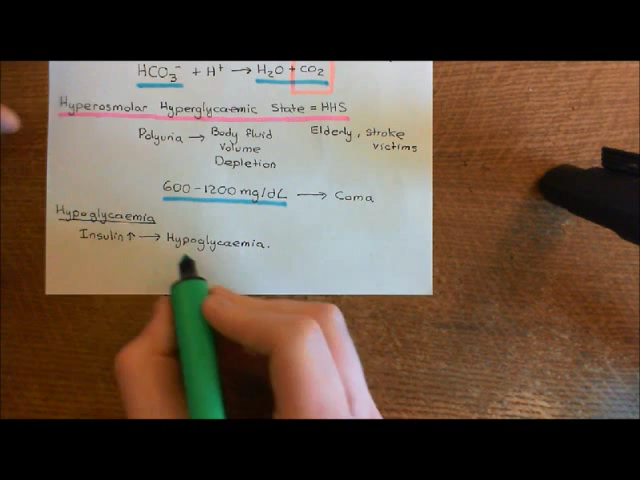 HCO₃⁻ + H⁺ → H₂O + CO₂
Hyperosmolar Hyperglycaemic State = HHS
Polyuria → Body fluid Volume Depletion
Elderly, stroke victims
600-1200 mg/dL → Coma
Hypoglycaemia
Insulin↑ → Hypoglycaemia.